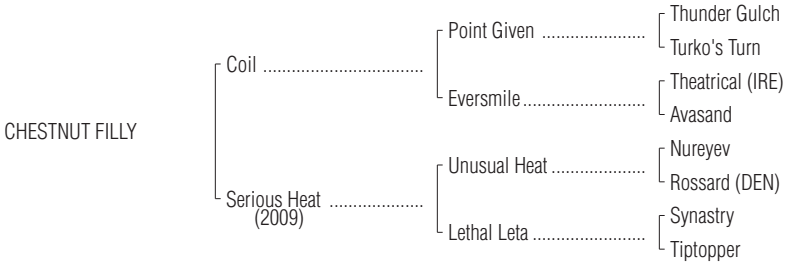 Thunder Gulch
Point Given ......................
Turko's Turn
Coil ..................................
Theatrical (IRE)
Eversmile..........................
Avasand
CHESTNUT FILLY
Nureyev
Unusual Heat ....................
Rossard (DEN)
Serious Heat ....................
(2009)
Synastry
Lethal Leta ........................
Tiptopper